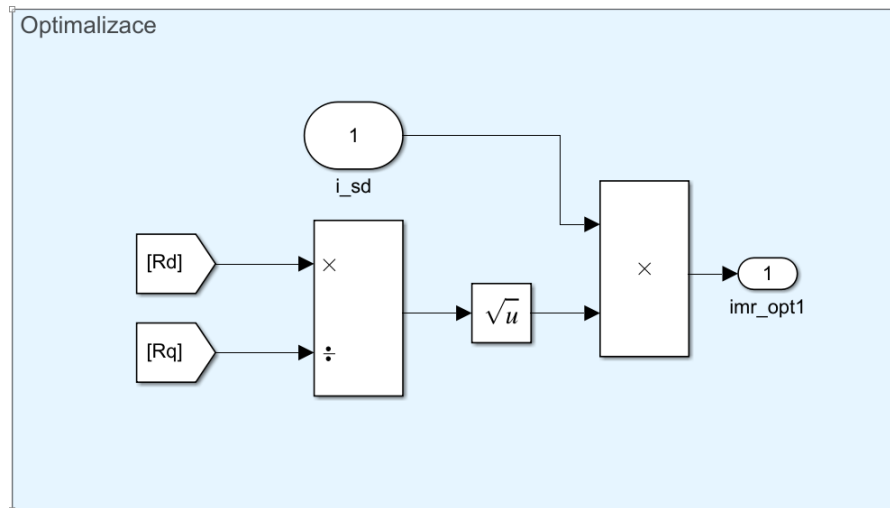 Optimalizace
1
i_sd
[Rd]
×
[Rq]
÷
√u
×
1
imr_opt1